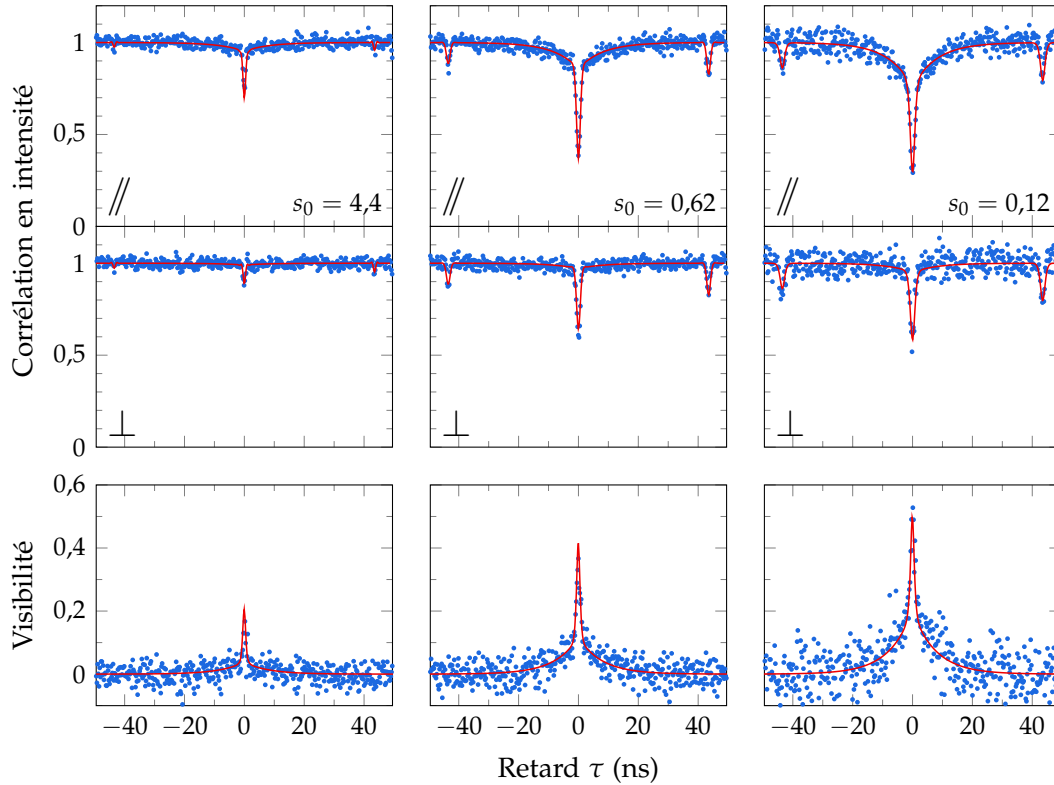 Corrélation en intensité
1
0,5
0
// s₀ = 4,4
// s₀ = 0,62
// s₀ = 0,12
1
0,5
0
⊥ ⊥ ⊥
Visibilité
0,6
0,4
0,2
0
−40 −20 0 20 40
−40 −20 0 20 40
−40 −20 0 20 40
Retard τ (ns)